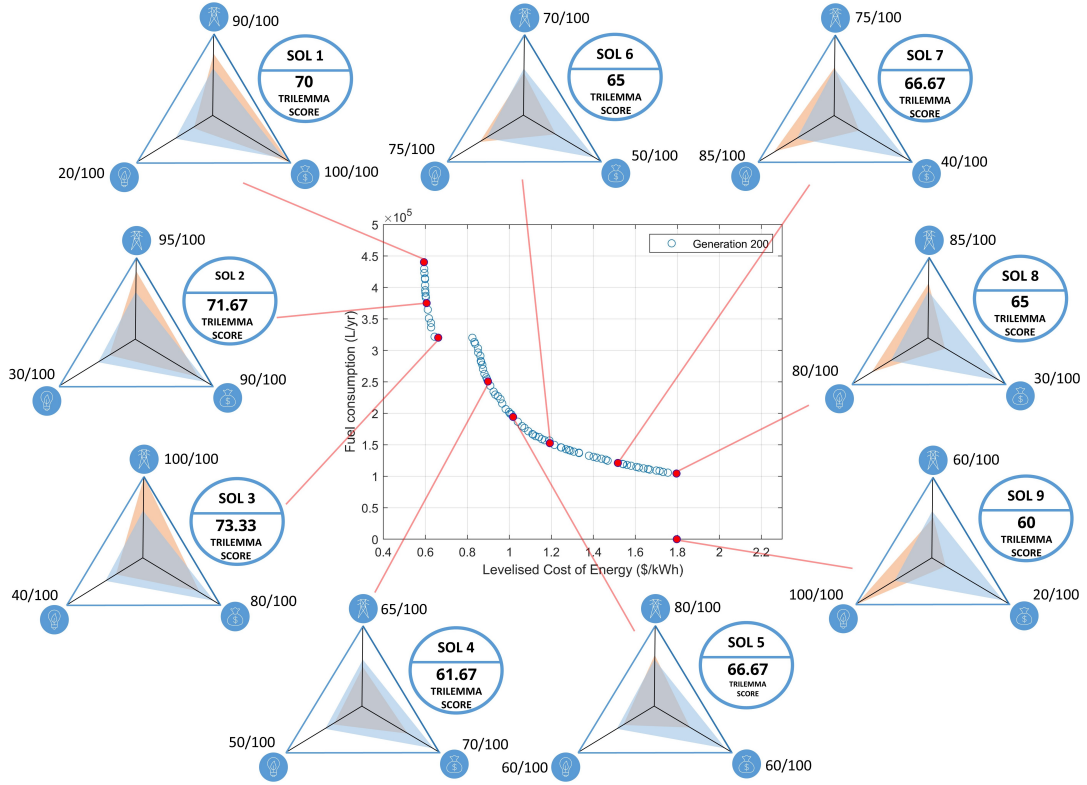 90/100
SOL 1
70
TRILEMMA
SCORE
20/100
100/100
70/100
SOL 6
65
TRILEMMA
SCORE
75/100
50/100
75/100
SOL 7
66.67
TRILEMMA
SCORE
85/100
40/100
95/100
SOL 2
71.67
TRILEMMA
SCORE
30/100
90/100
85/100
SOL 8
65
TRILEMMA
SCORE
80/100
30/100
100/100
SOL 3
73.33
TRILEMMA
SCORE
40/100
80/100
60/100
SOL 9
60
TRILEMMA
SCORE
100/100
20/100
×10⁵
Generation 200
5
4.5
4
3.5
3
2.5
2
1.5
1
0.5
0
Fuel consumption (L/yr)
0.4 0.6 0.8 1 1.2 1.4 1.6 1.8 2 2.2
Levelised Cost of Energy ($/kWh)
65/100
SOL 4
61.67
TRILEMMA
SCORE
50/100
70/100
80/100
SOL 5
66.67
TRILEMMA
SCORE
60/100
60/100